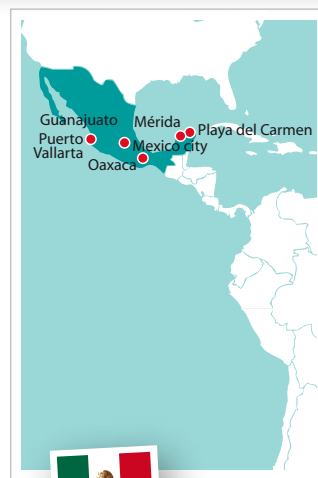 Guanajuato
Mérida
Playa del Carmen
Puerto
Vallarta
Mexico city
Oaxaca